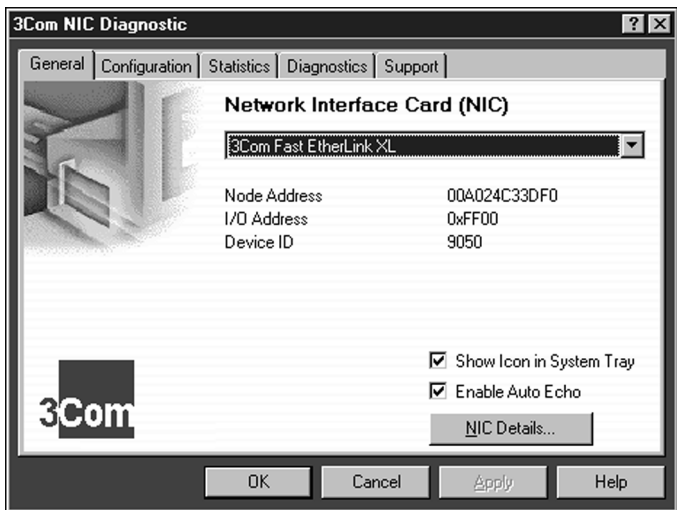 3Com NIC Diagnostic
General Configuration Statistics Diagnostics Support
Network Interface Card (NIC)
3Com Fast EtherLink XL
Node Address 00A024C33DF0
I/O Address 0xFF00
Device ID 9050
Show Icon in System Tray
Enable Auto Echo
3Com
NIC Details...
OK Cancel Apply Help